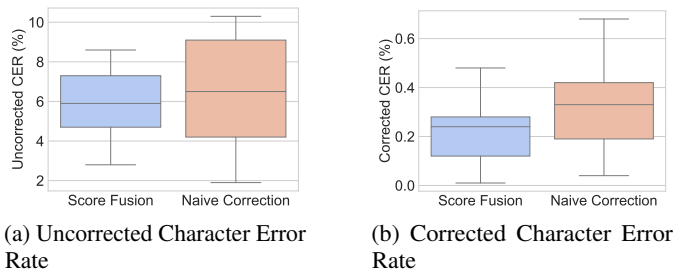 Uncorrected CER (%)
10
8
6
4
2
Score Fusion Naive Correction
(a) Uncorrected Character Error
Rate
Corrected CER (%)
0.6
0.4
0.2
0.0
Score Fusion Naive Correction
(b) Corrected Character Error
Rate